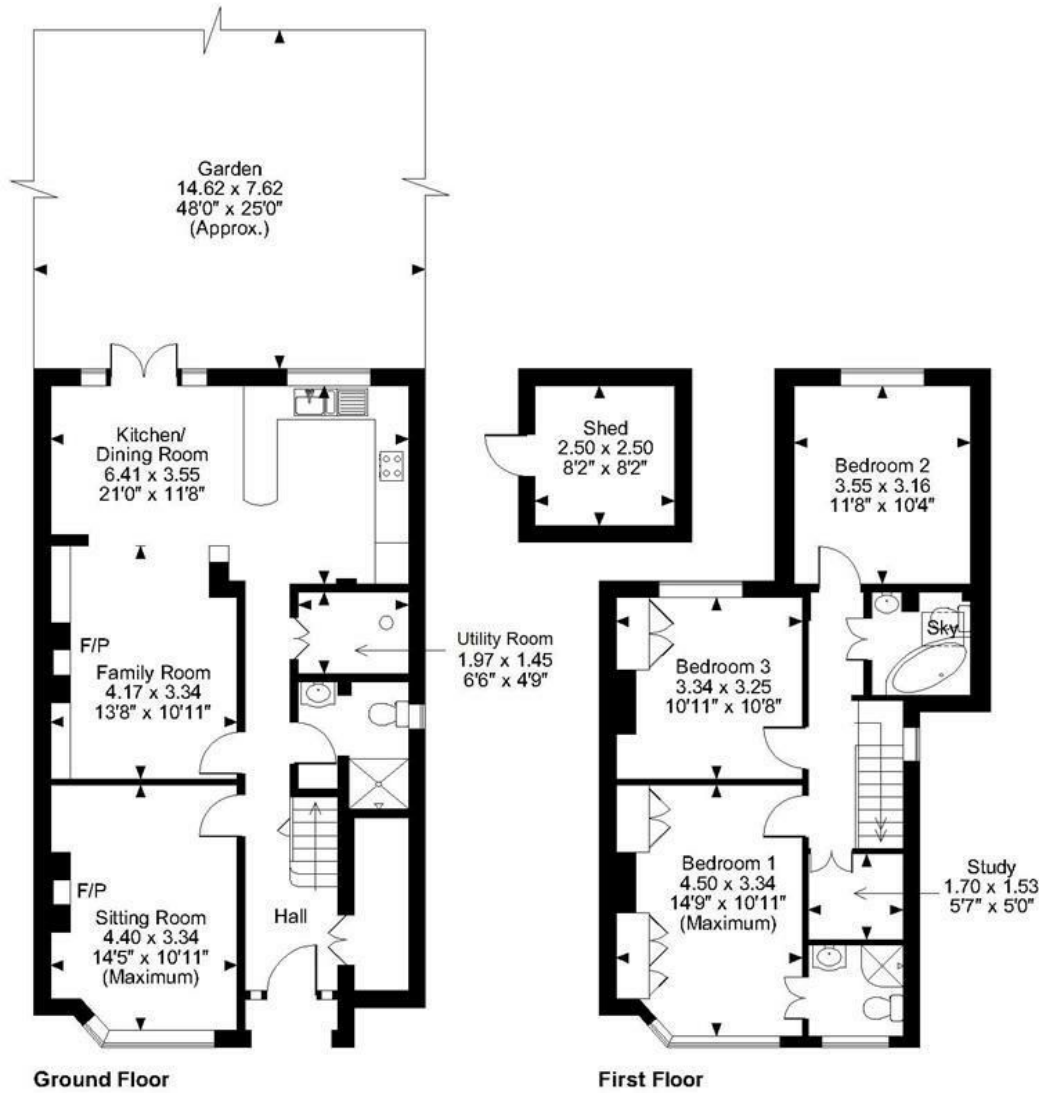 Garden
14.62 x 7.62
48'0" x 25'0"
(Approx.)
Kitchen/
Dining Room
6.41 x 3.55
21'0" x 11'8"
Shed
2.50 x 2.50
8'2" x 8'2"
Bedroom 2
3.55 x 3.16
11'8" x 10'4"
F/P
Family Room
4.17 x 3.34
13'8" x 10'11"
Utility Room
1.97 x 1.45
6'6" x 4'9"
Bedroom 3
3.34 x 3.25
10'11" x 10'8"
Sky
F/P
Sitting Room
4.40 x 3.34
14'5" x 10'11"
(Maximum)
Hall
Bedroom 1
4.50 x 3.34
14'9" x 10'11"
(Maximum)
Study
1.70 x 1.53
5'7" x 5'0"
Ground Floor
First Floor